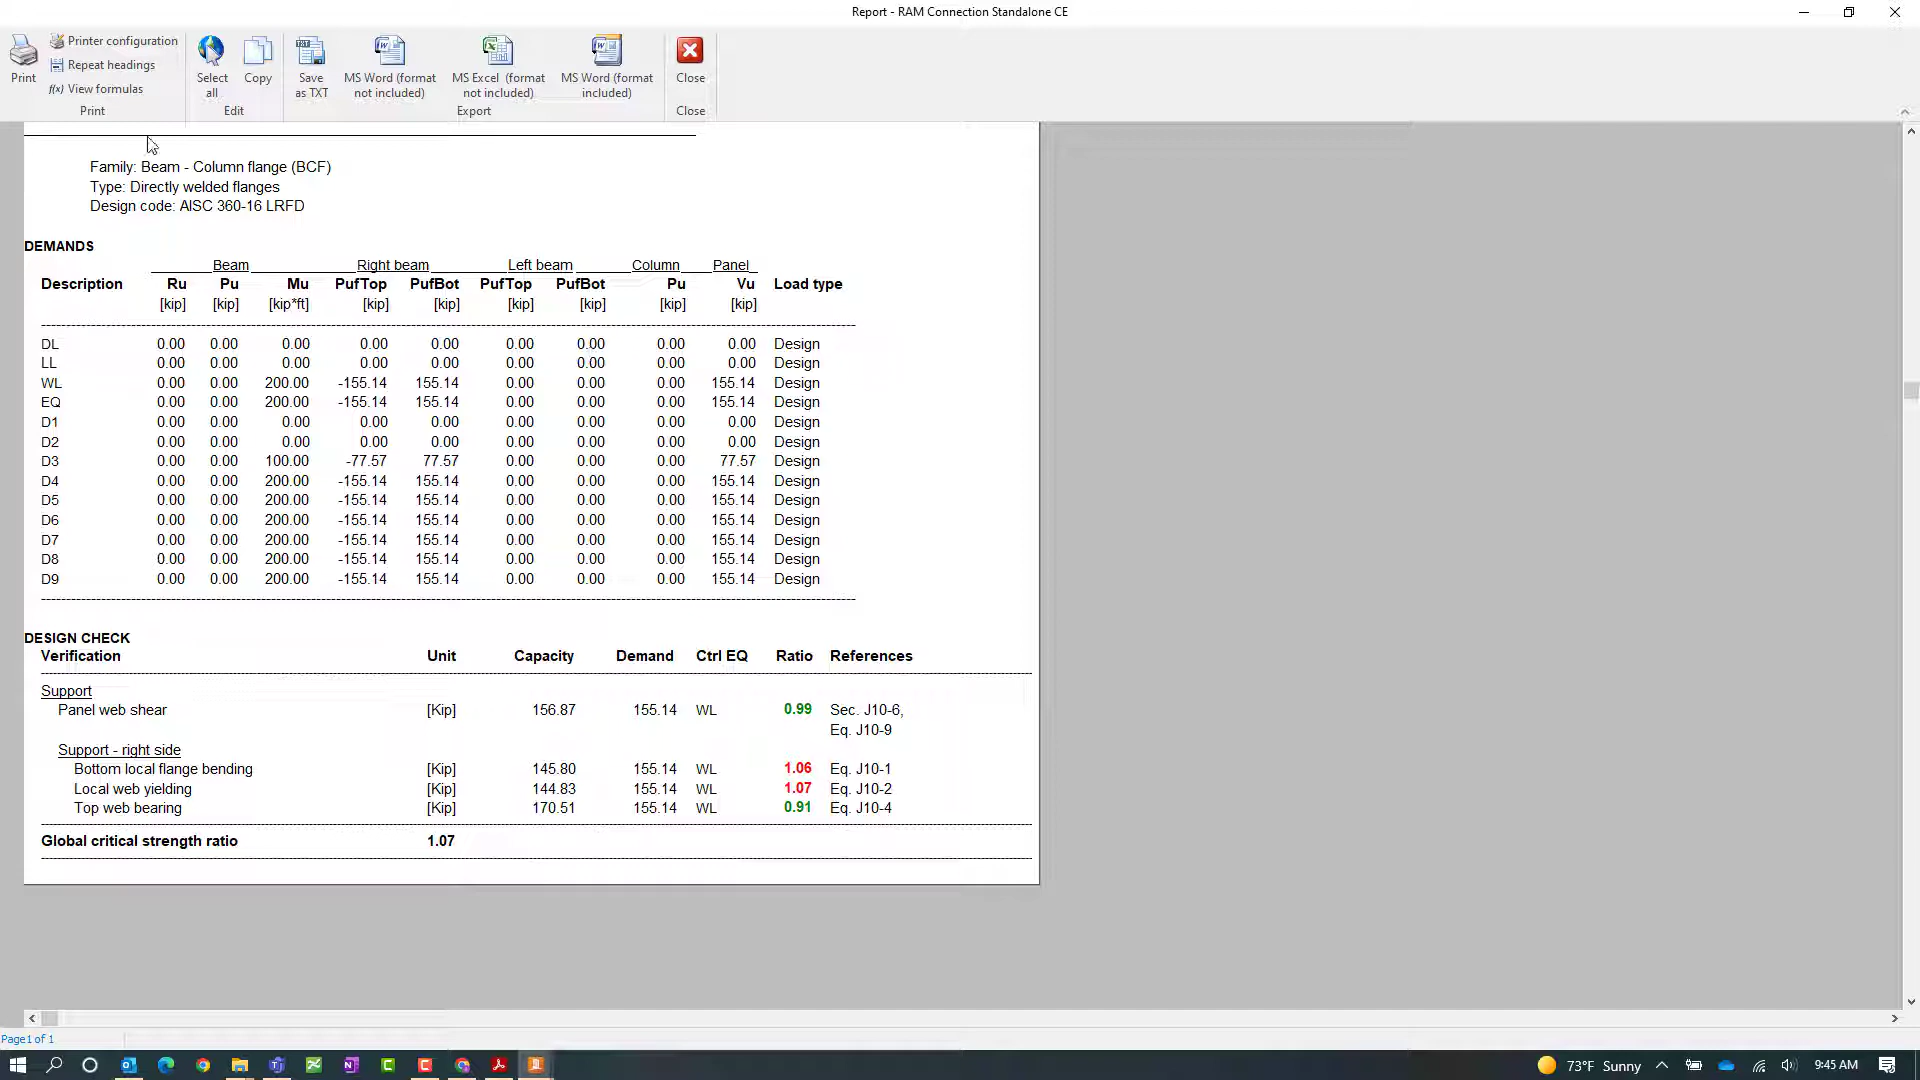 Report - RAM Connection Standalone CE
Print
Printer configuration
Repeat headings
f(x) View formulas
Print
Select all
Copy
Edit
Save as TXT
MS Word (format not included)
MS Excel (format not included)
MS Word (format included)
Export
Close
Close
Family: Beam - Column flange (BCF)
Type: Directly welded flanges
Design code: AISC 360-16 LRFD
DEMANDS
Beam Right beam Left beam Column Panel
Description Ru Pu Mu PufTop PufBot PufTop PufBot Pu Vu Load type
[kip] [kip] [kip*ft] [kip] [kip] [kip] [kip] [kip] [kip]
DL 0.00 0.00 0.00 0.00 0.00 0.00 0.00 0.00 0.00 Design
LL 0.00 0.00 0.00 0.00 0.00 0.00 0.00 0.00 0.00 Design
WL 0.00 0.00 200.00 -155.14 155.14 0.00 0.00 0.00 155.14 Design
EQ 0.00 0.00 200.00 -155.14 155.14 0.00 0.00 0.00 155.14 Design
D1 0.00 0.00 0.00 0.00 0.00 0.00 0.00 0.00 0.00 Design
D2 0.00 0.00 0.00 0.00 0.00 0.00 0.00 0.00 0.00 Design
D3 0.00 0.00 100.00 -77.57 77.57 0.00 0.00 0.00 77.57 Design
D4 0.00 0.00 200.00 -155.14 155.14 0.00 0.00 0.00 155.14 Design
D5 0.00 0.00 200.00 -155.14 155.14 0.00 0.00 0.00 155.14 Design
D6 0.00 0.00 200.00 -155.14 155.14 0.00 0.00 0.00 155.14 Design
D7 0.00 0.00 200.00 -155.14 155.14 0.00 0.00 0.00 155.14 Design
D8 0.00 0.00 200.00 -155.14 155.14 0.00 0.00 0.00 155.14 Design
D9 0.00 0.00 200.00 -155.14 155.14 0.00 0.00 0.00 155.14 Design
DESIGN CHECK
Verification Unit Capacity Demand Ctrl EQ Ratio References
Support
Panel web shear [Kip] 156.87 155.14 WL 0.99 Sec. J10-6,
Eq. J10-9
Support - right side
Bottom local flange bending [Kip] 145.80 155.14 WL 1.06 Eq. J10-1
Local web yielding [Kip] 144.83 155.14 WL 1.07 Eq. J10-2
Top web bearing [Kip] 170.51 155.14 WL 0.91 Eq. J10-4
Global critical strength ratio 1.07
Page1 of 1
73°F Sunny
9:45 AM